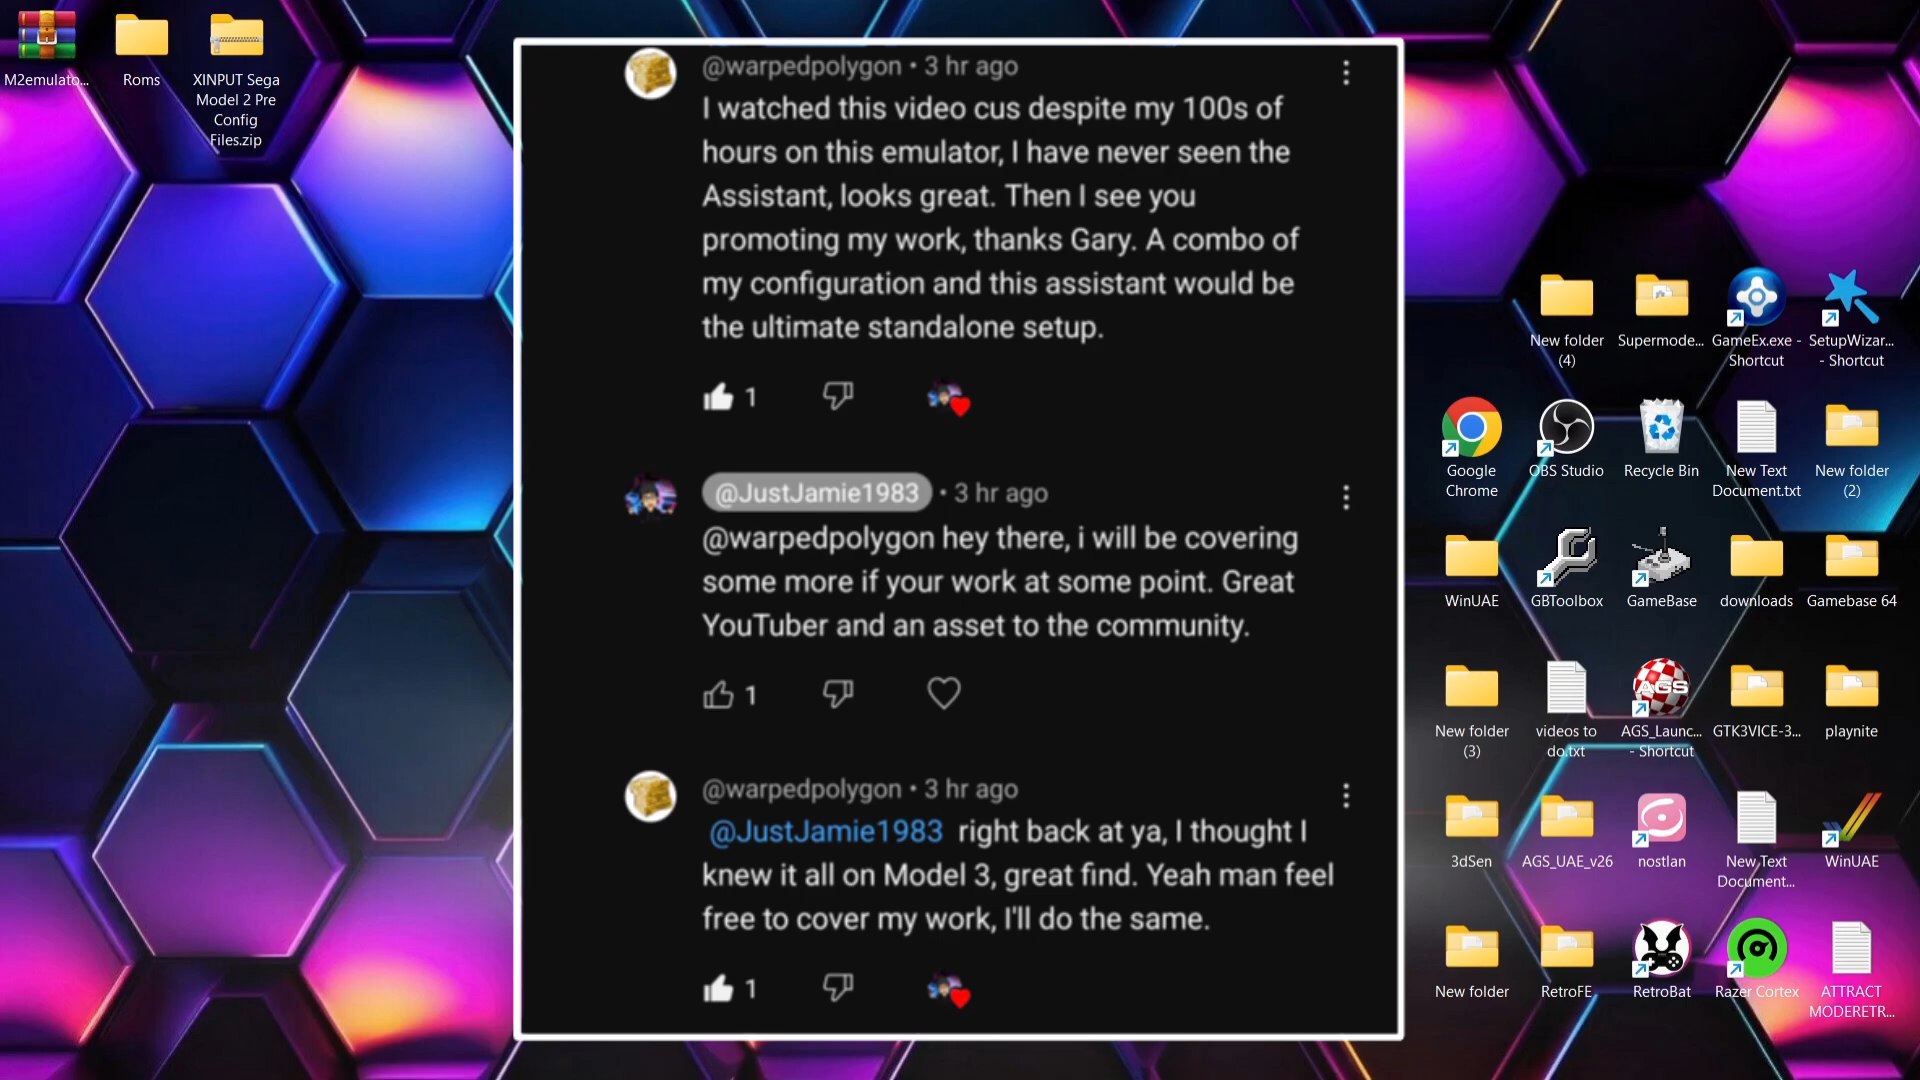 M2emulato...
Roms
XINPUT Sega
Model 2 Pre
Config
Files.zip
@warpedpolygon • 3 hr ago
I watched this video cus despite my 100s of
hours on this emulator, I have never seen the
Assistant, looks great. Then I see you
promoting my work, thanks Gary. A combo of
my configuration and this assistant would be
the ultimate standalone setup.
1
@JustJamie1983 • 3 hr ago
@warpedpolygon hey there, i will be covering
some more if your work at some point. Great
YouTuber and an asset to the community.
1
@warpedpolygon • 3 hr ago
@JustJamie1983 right back at ya, I thought I
knew it all on Model 3, great find. Yeah man feel
free to cover my work, I'll do the same.
1
New folder
(4)
Supermode...
GameEx.exe -
Shortcut
SetupWizar...
- Shortcut
Google
Chrome
OBS Studio
Recycle Bin
New Text
Document.txt
New folder
(2)
WinUAE
GBToolbox
GameBase
downloads
Gamebase 64
New folder
(3)
videos to
do.txt
AGS
AGS_Launc...
- Shortcut
GTK3VICE-3...
playnite
3dSen
AGS_UAE_v26
nostlan
New Text
Document...
WinUAE
New folder
RetroFE
RetroBat
Razer Cortex
ATTRACT
MODERETR...